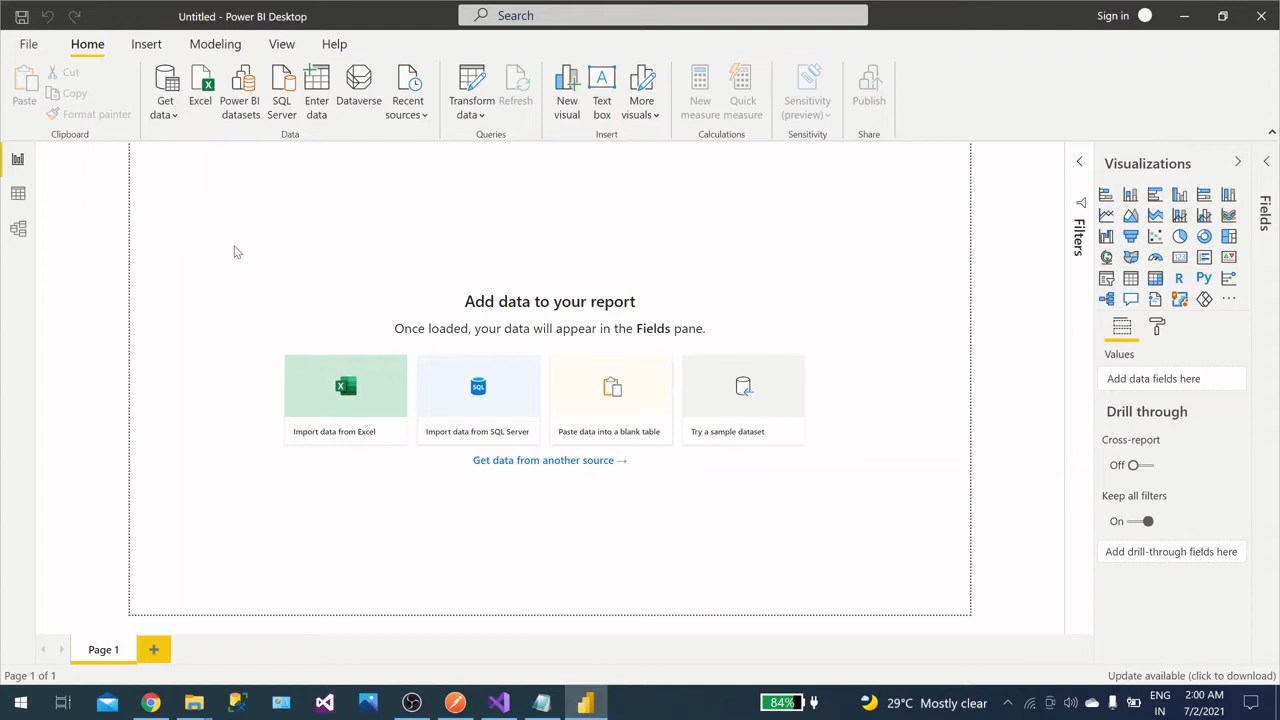 Untitled - Power BI Desktop
Search
Sign in
File
Home
Insert
Modeling
View
Help
Paste
Cut
Copy
Format painter
Clipboard
Get data
Excel
Power BI datasets
SQL Server
Enter data
Dataverse
Recent sources
Data
Transform data
Refresh
Queries
New visual
A
Text box
More visuals
Insert
New measure
Quick measure
Calculations
Sensitivity (preview)
Sensitivity
Publish
Share
Filters
Visualizations
Fields
R
Py
Values
Add data fields here
Drill through
Cross-report
Off
Keep all filters
On
Add drill-through fields here
Add data to your report
Once loaded, your data will appear in the Fields pane.
SQL
Import data from Excel
Import data from SQL Server
Paste data into a blank table
Try a sample dataset
Get data from another source →
Page 1
Page 1 of 1
Update available (click to download)
84%
29°C Mostly clear
ENG
IN
2:00 AM
7/2/2021